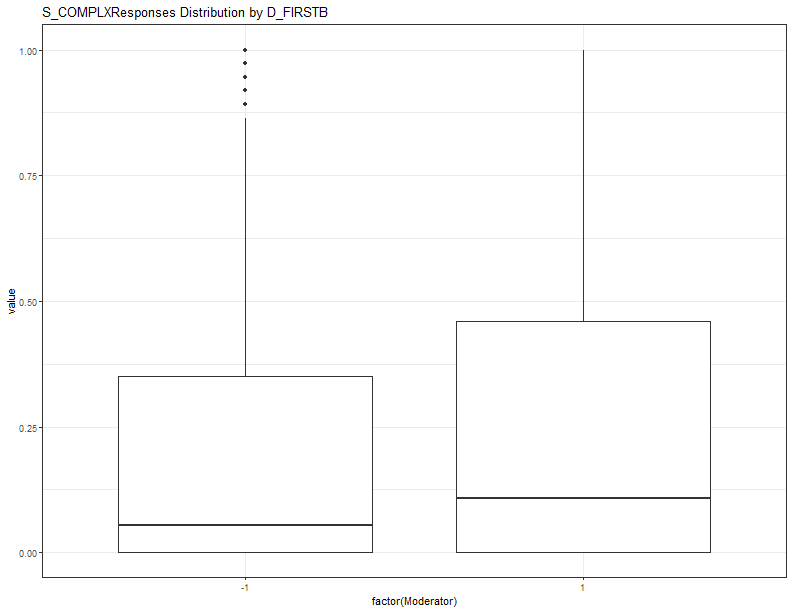 S_COMPLXResponses Distribution by D_FIRSTB
1.00
0.75
0.50
0.25
0.00
value
-1
1
factor(Moderator)